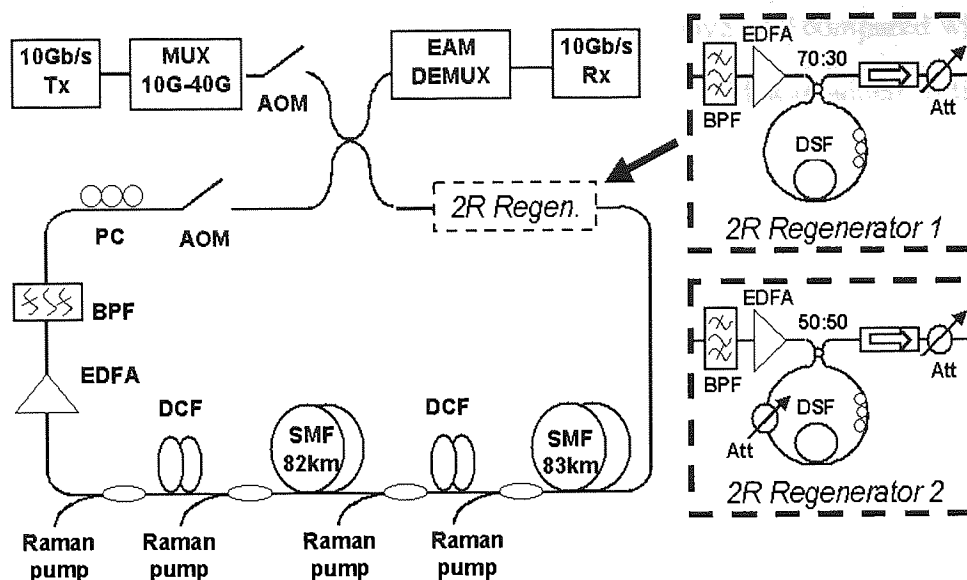 10Gb/s
Tx
MUX
10G-40G
AOM
EAM
DEMUX
10Gb/s
Rx
2R Regen.
PC
AOM
BPF
EDFA
DCF
SMF
82km
DCF
SMF
83km
Raman
pump
Raman
pump
Raman
pump
Raman
pump
EDFA
70:30
BPF
Att
DSF
2R Regenerator 1
EDFA
50:50
BPF
Att
DSF
Att
2R Regenerator 2